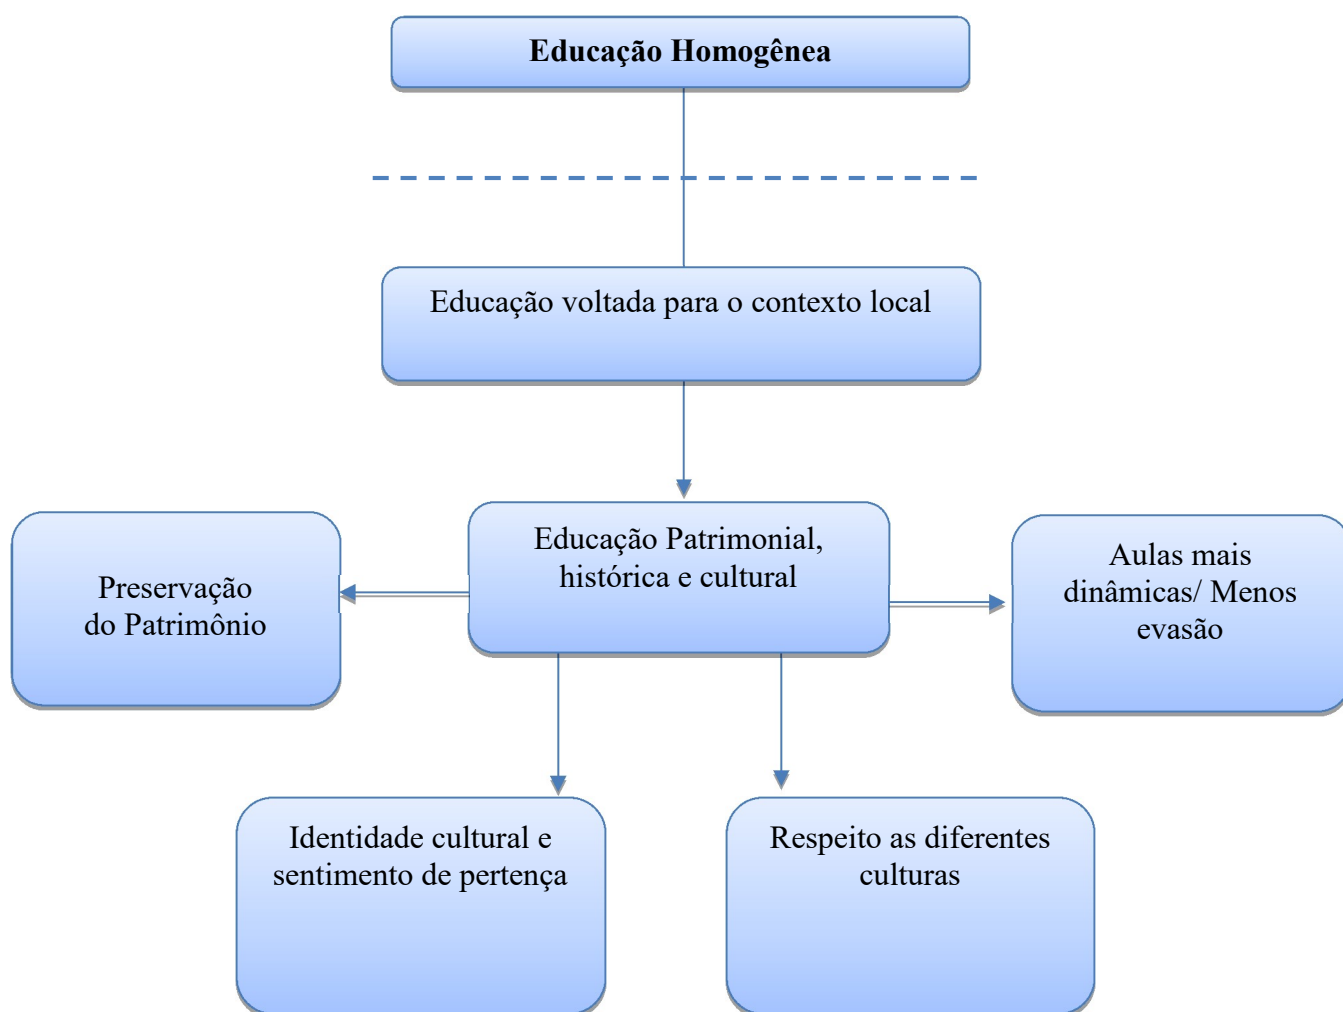 Educação Homogênea
Educação voltada para o contexto local
Educação Patrimonial,
histórica e cultural
Preservação
do Patrimônio
Aulas mais
dinâmicas/ Menos
evasão
Identidade cultural e
sentimento de pertença
Respeito as diferentes
culturas